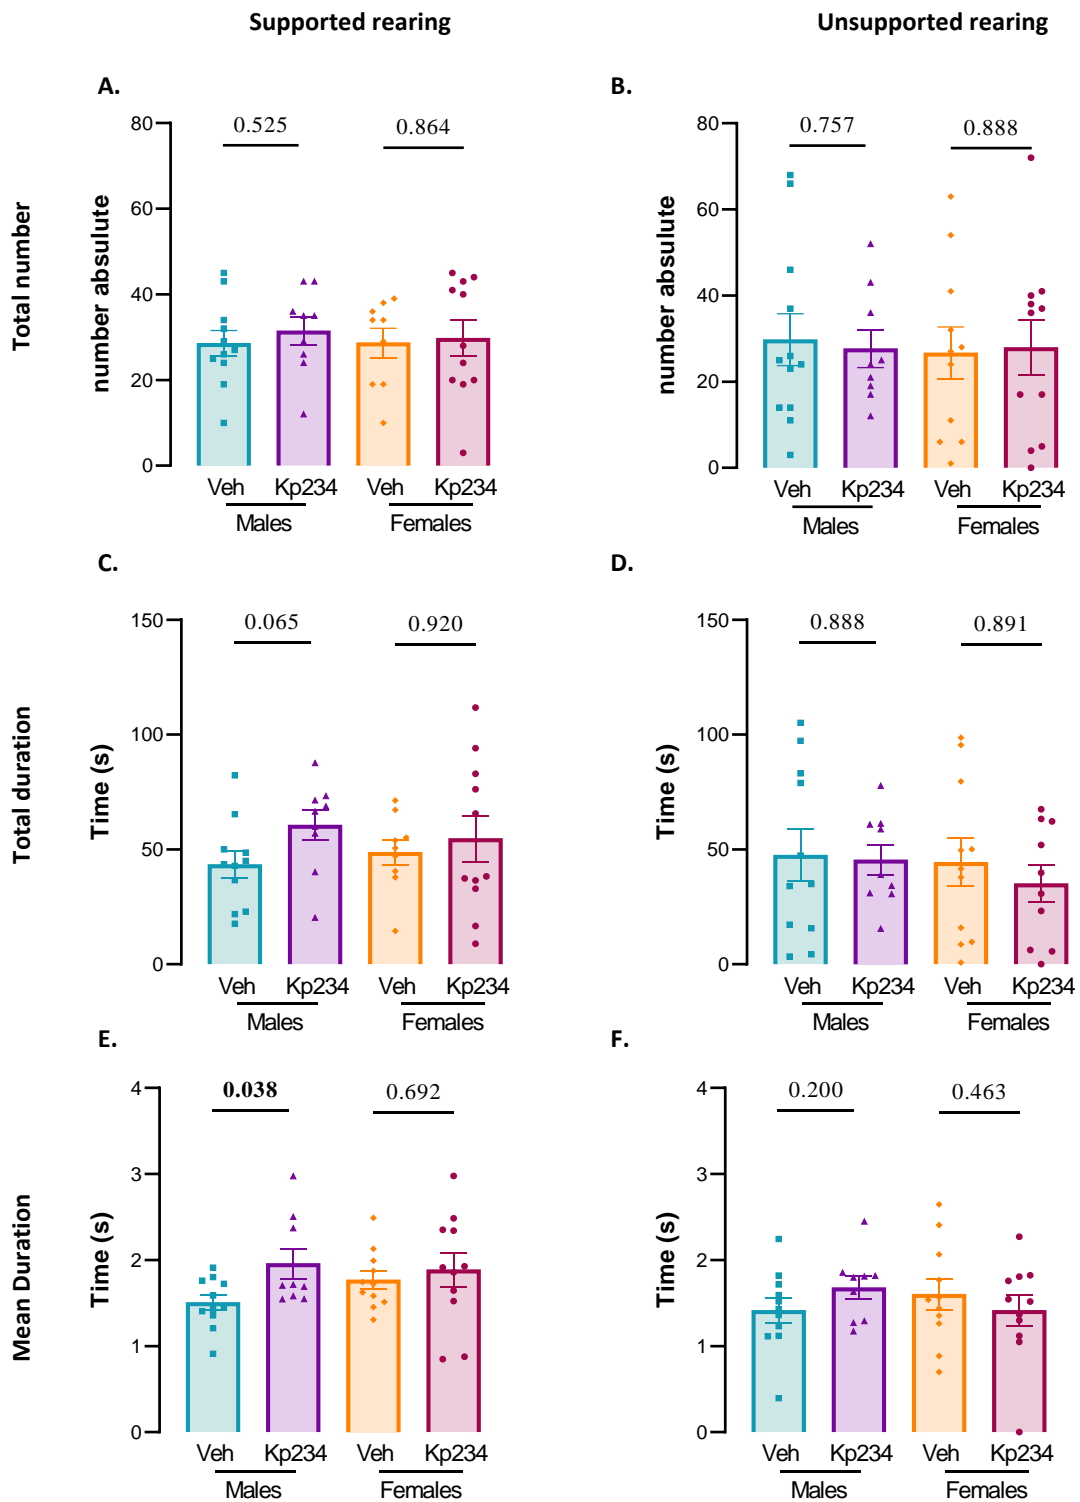 Supported rearing
Unsupported rearing
A.
B.
Total number
number absulute
80
60
40
20
0
0.525
0.864
Veh
Kp234
Veh
Kp234
Males
Females
number absulute
80
60
40
20
0
0.757
0.888
Veh
Kp234
Veh
Kp234
Males
Females
C.
D.
Total duration
Time (s)
150
100
50
0
0.065
0.920
Veh
Kp234
Veh
Kp234
Males
Females
Time (s)
150
100
50
0
0.888
0.891
Veh
Kp234
Veh
Kp234
Males
Females
E.
F.
Mean Duration
Time (s)
4
3
2
1
0
0.038
0.692
Veh
Kp234
Veh
Kp234
Males
Females
Time (s)
4
3
2
1
0
0.200
0.463
Veh
Kp234
Veh
Kp234
Males
Females